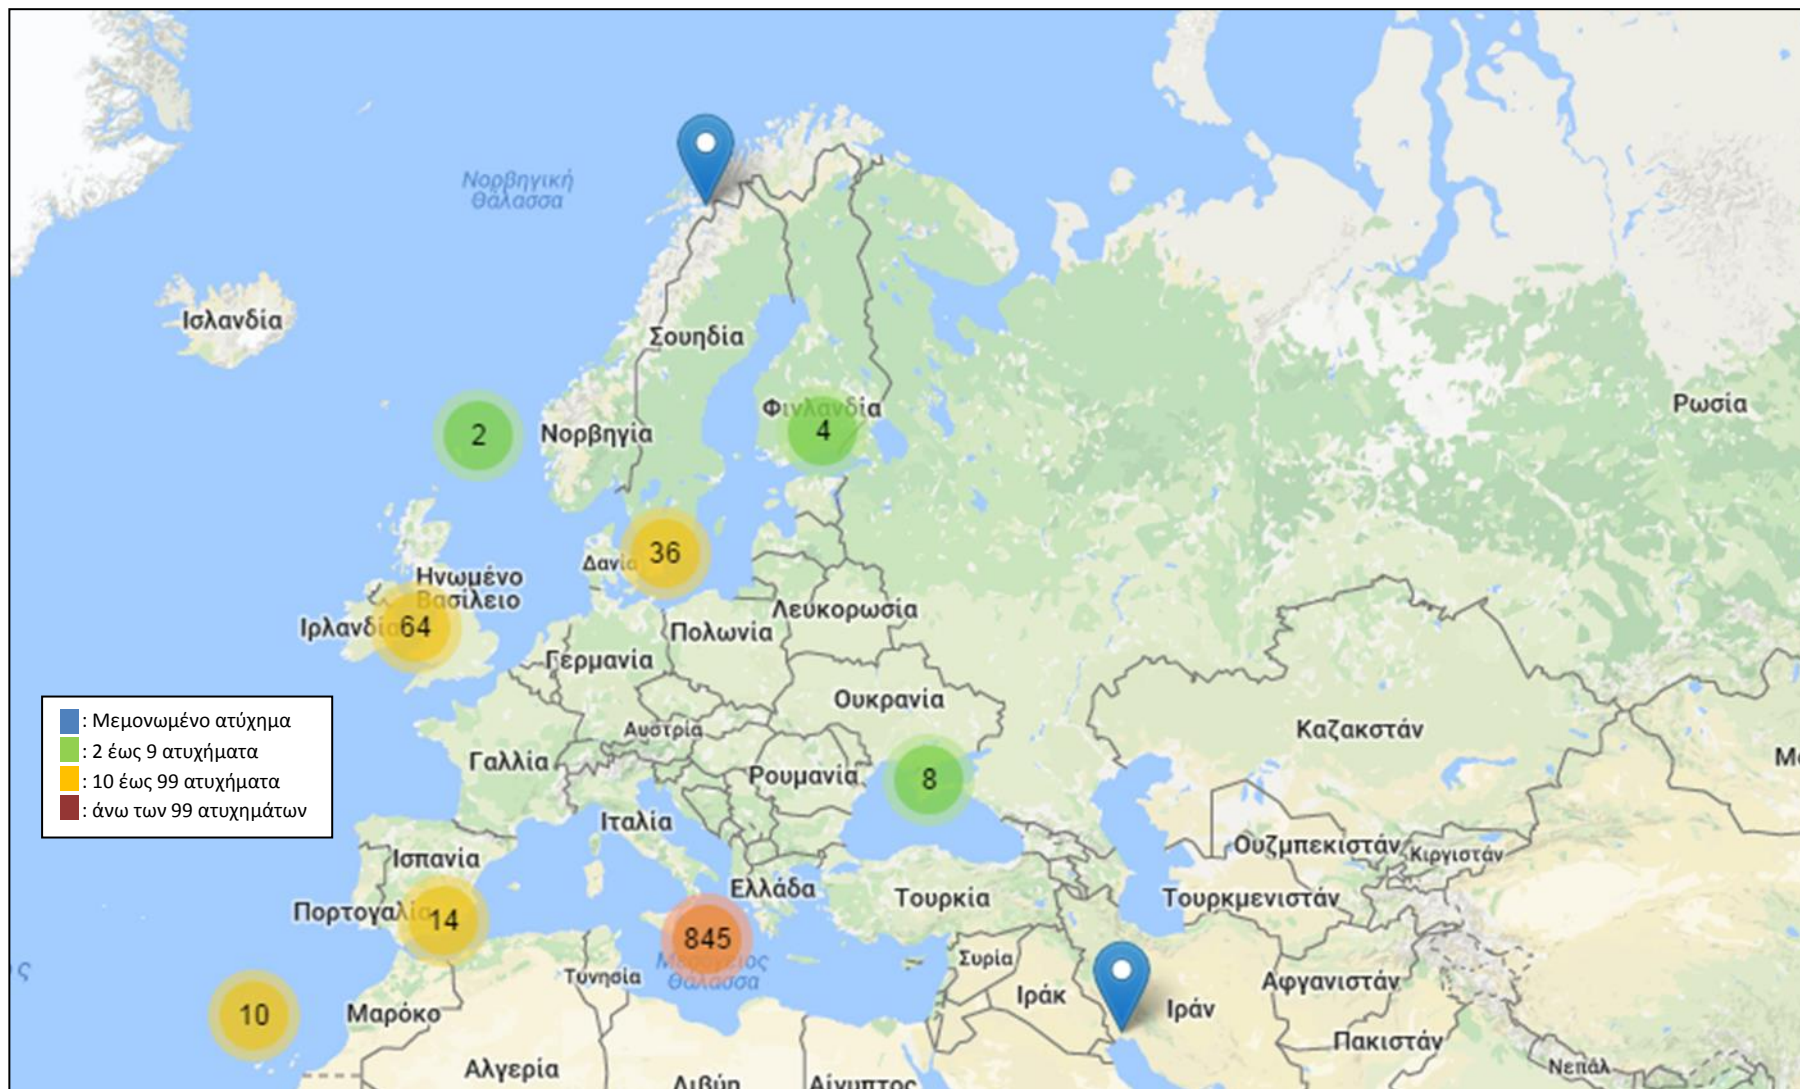 Νορβηγική
Θάλασσα
Ισλανδία
Σουηδία
Ρωσία
Φινλανδία
2
Νορβηγία
4
36
Δανία
Ηνωμένο
Βασίλειο
Λευκορωσία
Ιρλανδία
64
Πολωνία
Γερμανία
Ουκρανία
: Μεμονωμένο ατύχημα
: 2 έως 9 ατυχήματα
: 10 έως 99 ατυχήματα
: άνω των 99 ατυχημάτων
Αυστρία
Καζακστάν
Γαλλία
Ρουμανία
8
Ιταλία
Ουζμπεκιστάν
Κιργιστάν
Ισπανία
Ελλάδα
Τουρκία
Τουρκμενιστάν
Πορτογαλία
14
845
Μεσόγειος
Θάλασσα
Συρία
Τυνησία
Αφγανιστάν
Ιράκ
Ιράν
10
Μαρόκο
Πακιστάν
Αλγερία
Νεπάλ
Λιβύη
Αίγυπτος